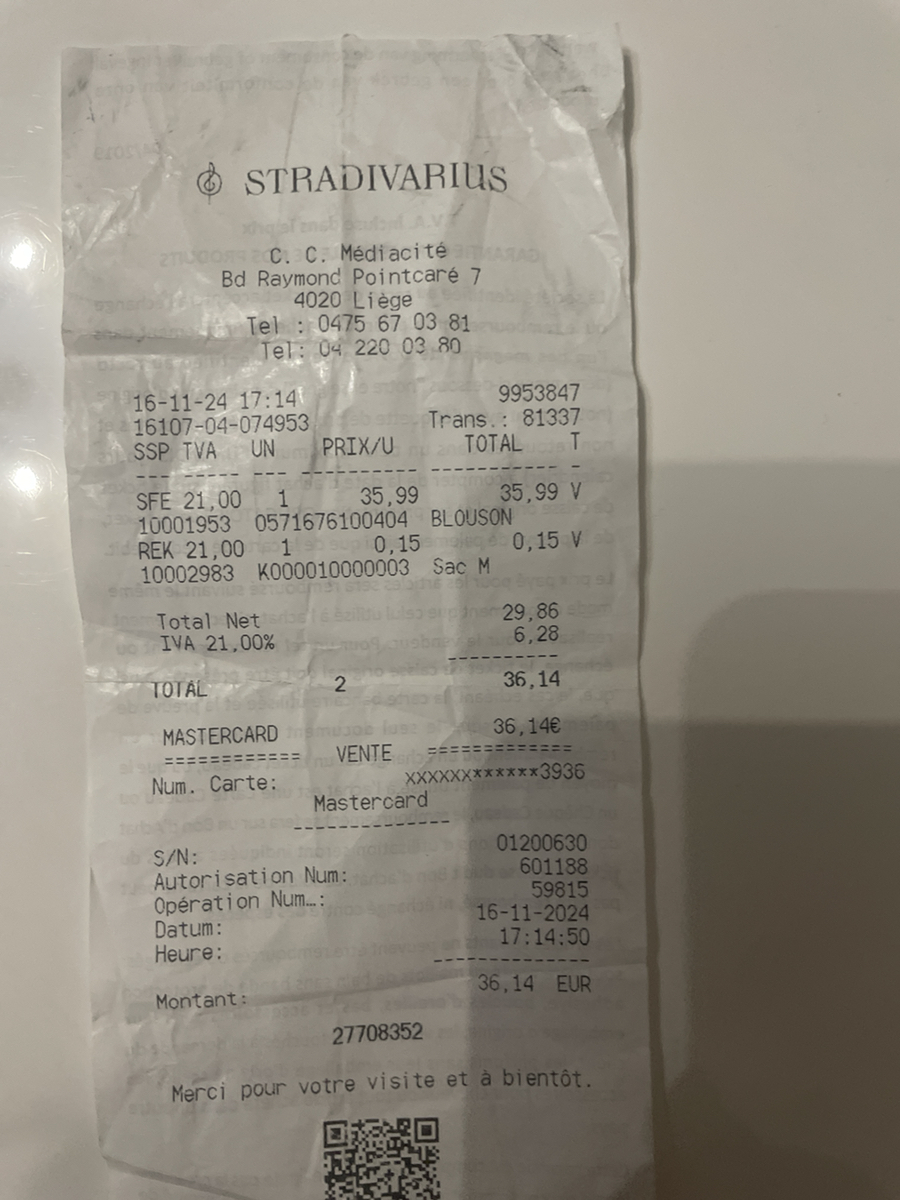 STRADIVARIUS
C. C. Médiacité
Bd Raymond Pointcaré 7
4020 Liège
Tel : 0475 67 03 81
Tel: 04 220 03 80
16-11-24 17:14 9953847
16107-04-074953 Trans.: 81337
SSP TVA UN PRIX/U TOTAL T
--- ----- --- --------- ----------- -
SFE 21,00 1 35,99 35,99 V
10001953 0571676100404 BLOUSON
REK 21,00 1 0,15 0,15 V
10002983 K000010000003 Sac M
Total Net 29,86
IVA 21,00% 6,28
----------
TOTAL 2 36,14
MASTERCARD 36,14€
============ VENTE =============
Num. Carte: XXXXXX******3936
Mastercard
--------------
S/N: 01200630
Autorisation Num: 601188
Opération Num…: 59815
Datum: 16-11-2024
Heure: 17:14:50
--------------
Montant: 36,14 EUR
27708352
Merci pour votre visite et à bientôt.